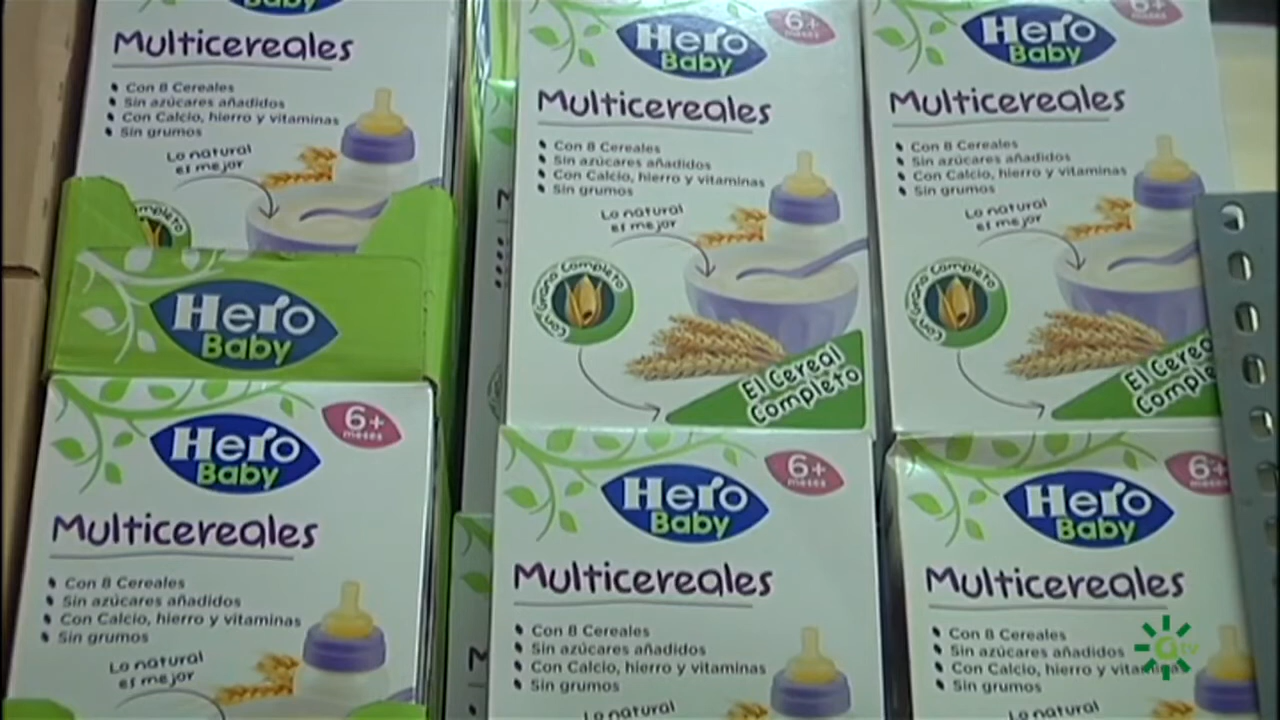 Baby
Multicereales
Con 8 Cereales
Sin azúcares añadidos
Con Calcio, hierro y vitaminas
Sin grumos
Lo natural
es mejor
Hero
Baby
Hero
Baby
6+
meses
Multicereales
Con 8 Cereales
Sin azúcares añadidos
Con Calcio, hierro y vitaminas
Sin grumos
Lo natural
es mejor
Hero
Baby
6+
meses
Multicereales
Con 8 Cereales
Sin azúcares añadidos
Con Calcio, hierro y vitaminas
Sin grumos
Lo natural
es mejor
Con Grano Completo
El Cereal
Completo
Hero
Baby
6+
meses
Multicereales
Con 8 Cereales
Sin azúcares añadidos
Con Calcio, hierro y vitaminas
Sin grumos
Lo natural
Hero
Baby
6+
meses
Multicereales
Con 8 Cereales
Sin azúcares añadidos
Con Calcio, hierro y vitaminas
Sin grumos
Lo natural
es mejor
Con Grano Completo
El Cereal
Completo
Hero
Baby
6+
meses
Multicereales
Con 8 Cereales
Sin azúcares añadidos
Con Calcio, hierro y vitaminas
Sin grumos
Lo natural
a tv